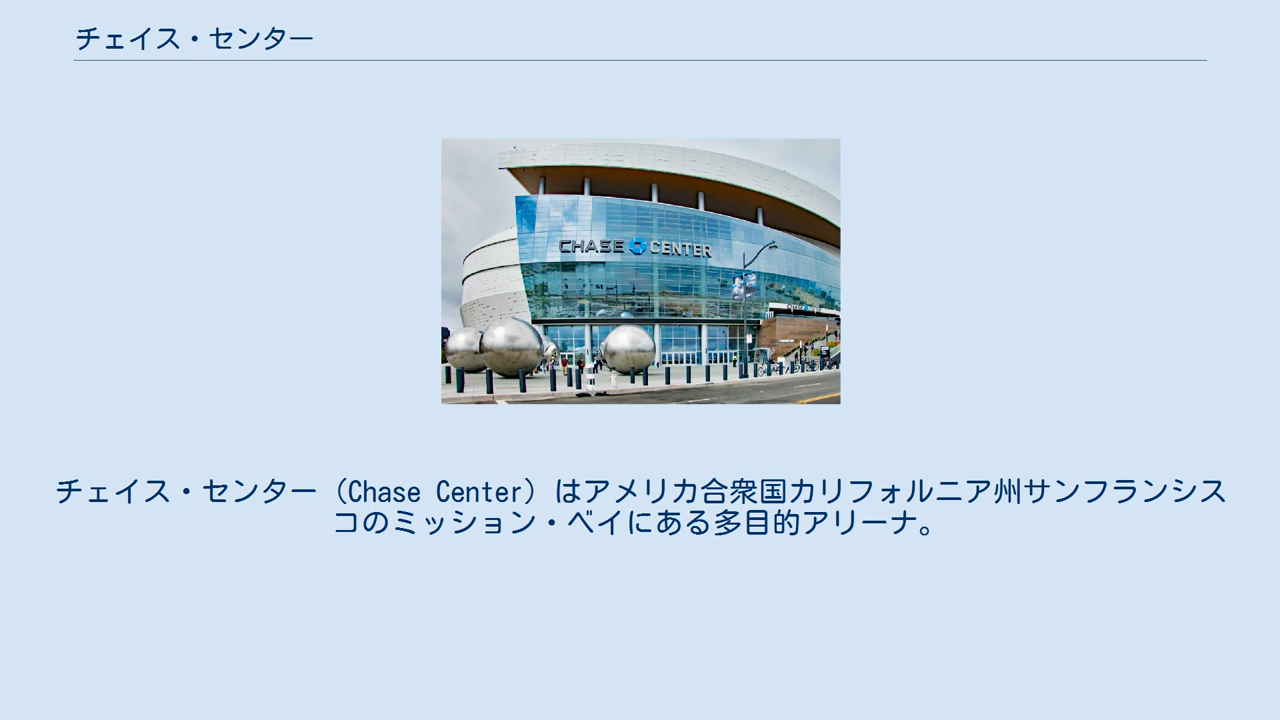 チェイス・センター
CHASE CENTER
チェイス・センター（Chase Center）はアメリカ合衆国カリフォルニア州サンフランシス
コのミッション・ベイにある多目的アリーナ。